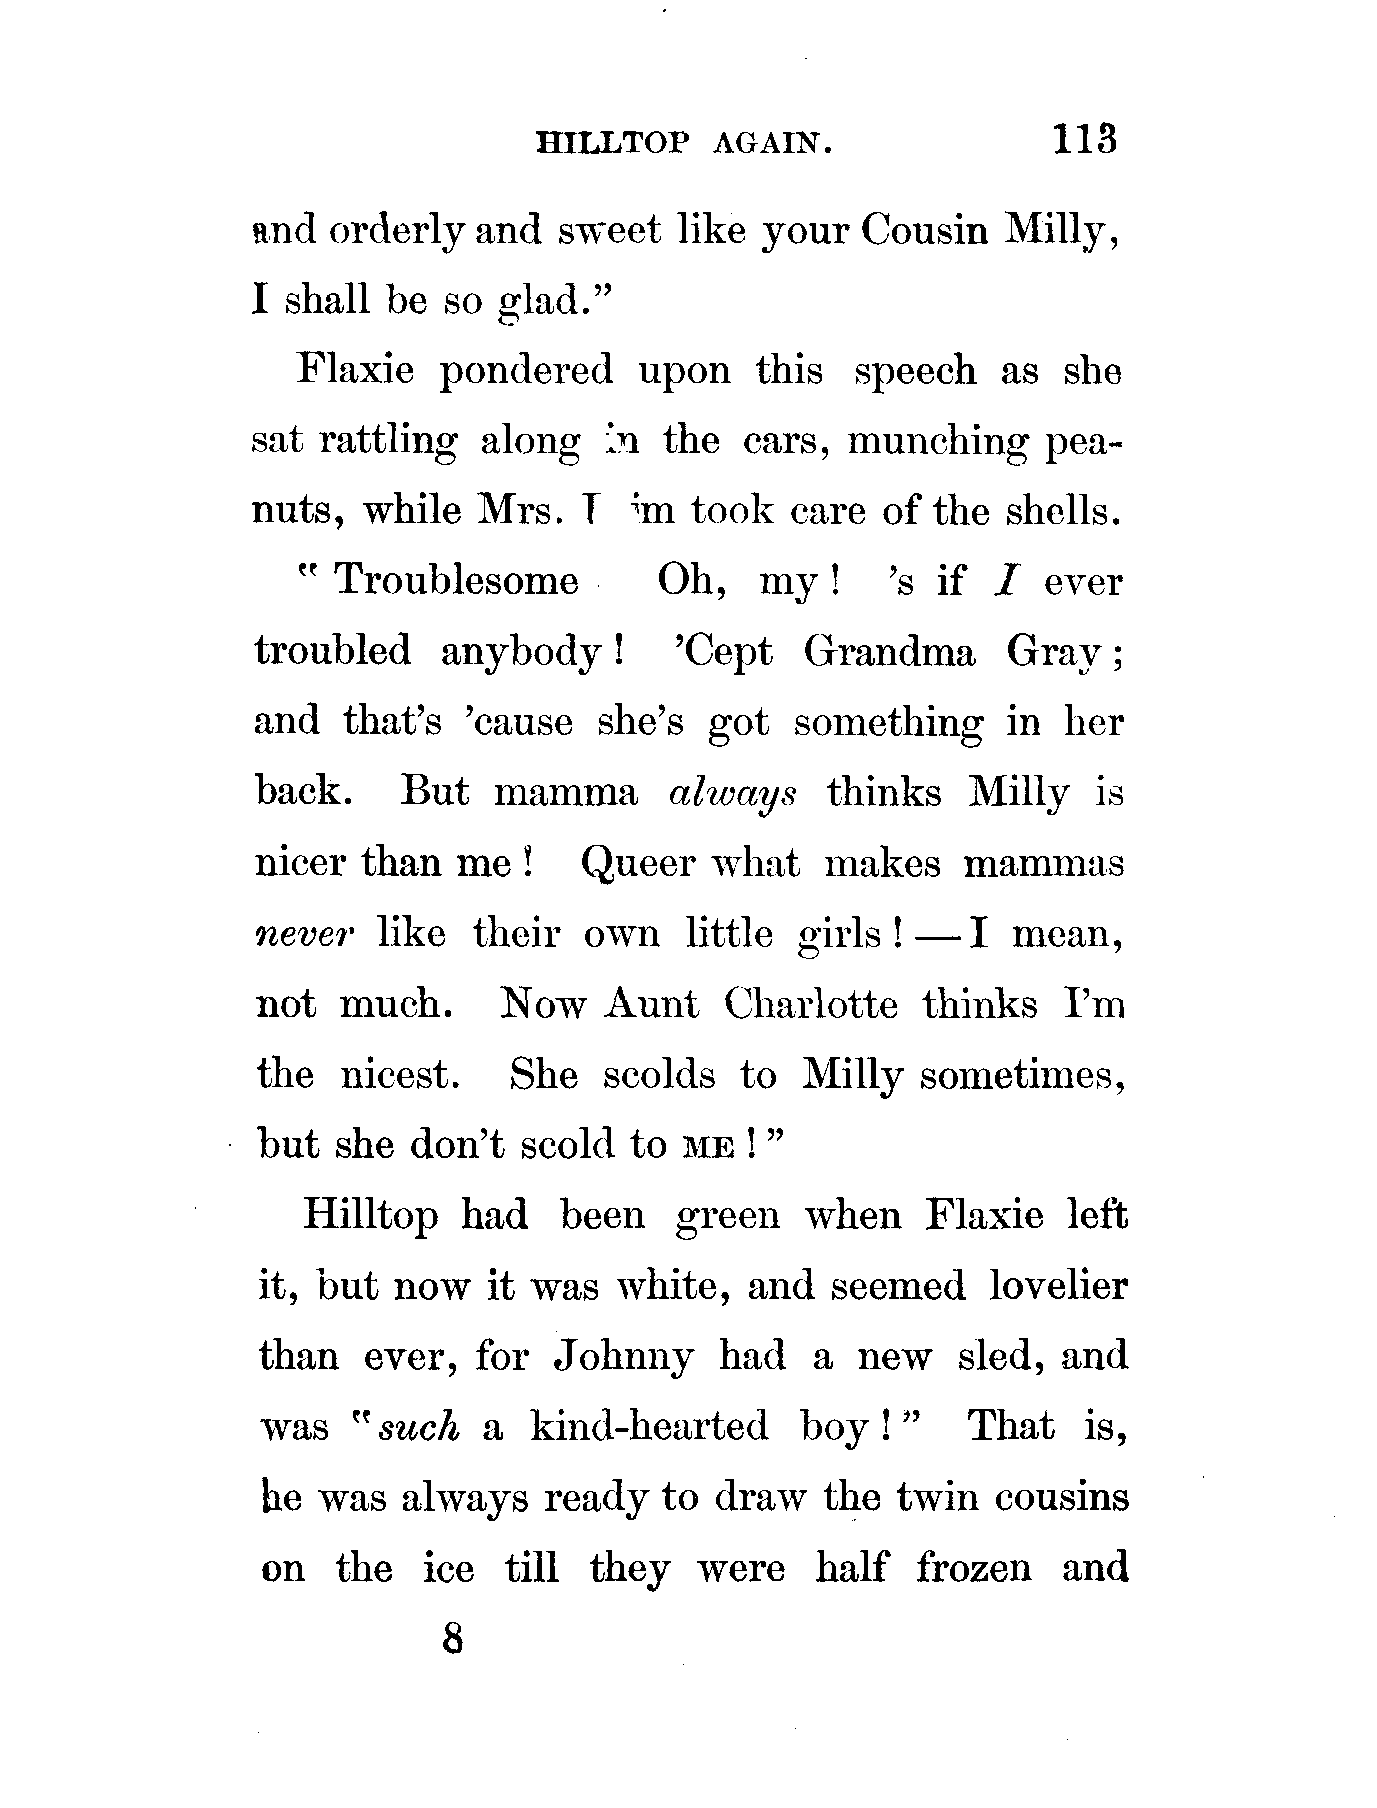 HILLTOP AGAIN. 113
and orderly and sweet like your Cousin Milly,
I shall be so glad.”
Flaxie pondered upon this speech as she
sat rattling along in the cars, munching pea-
nuts, while Mrs. took care of the shells.
“ Troublesome Oh, my ! ’s if I ever
troubled anybody ! ’Cept Grandma Gray ;
and that’s ’cause she’s got something in her
back. But mamma always thinks Milly is
nicer than me ! Queer what makes mammas
never like their own little girls ! — I mean,
not much. Now Aunt Charlotte thinks I’m
the nicest. She scolds to Milly sometimes,
but she don’t scold to ME ! ”
Hilltop had been green when Flaxie left
it, but now it was white, and seemed lovelier
than ever, for Johnny had a new sled, and
was “such a kind-hearted boy ! ” That is,
he was always ready to draw the twin cousins
on the ice till they were half frozen and
8